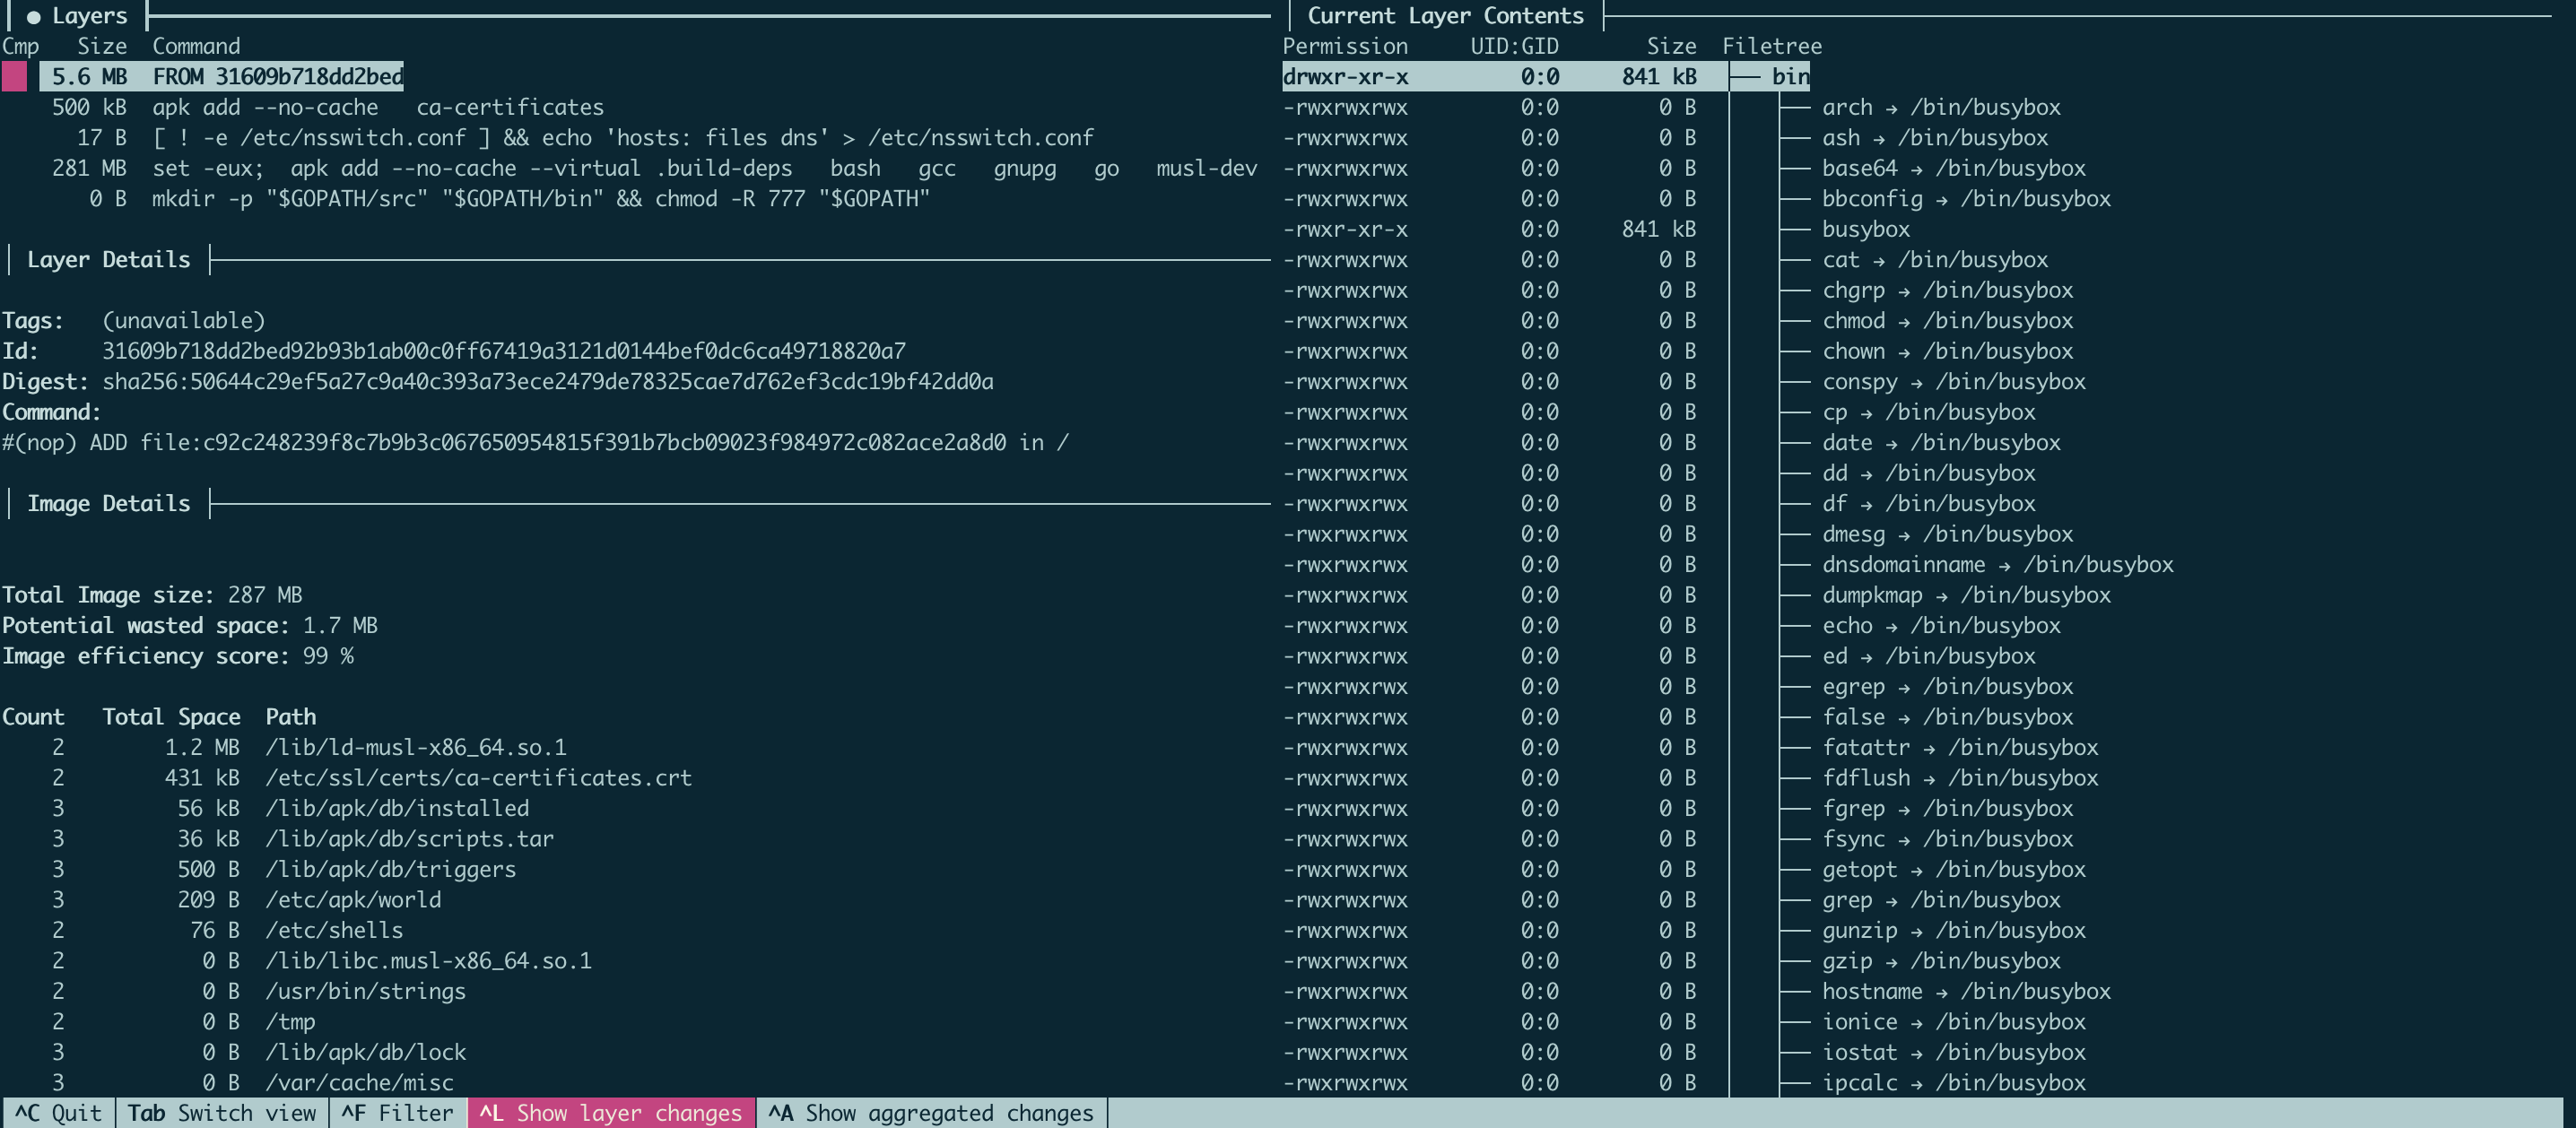 ● Layers
Cmp Size Command
5.6 MB FROM 31609b718dd2bed
500 kB apk add --no-cache ca-certificates
17 B [ ! -e /etc/nsswitch.conf ] && echo 'hosts: files dns' > /etc/nsswitch.conf
281 MB set -eux; apk add --no-cache --virtual .build-deps bash gcc gnupg go musl-dev
0 B mkdir -p "$GOPATH/src" "$GOPATH/bin" && chmod -R 777 "$GOPATH"
Layer Details
Tags: (unavailable)
Id: 31609b718dd2bed92b93b1ab00c0ff67419a3121d0144bef0dc6ca49718820a7
Digest: sha256:50644c29ef5a27c9a40c393a73ece2479de78325cae7d762ef3cdc19bf42dd0a
Command:
#(nop) ADD file:c92c248239f8c7b9b3c067650954815f391b7bcb09023f984972c082ace2a8d0 in /
Image Details
Total Image size: 287 MB
Potential wasted space: 1.7 MB
Image efficiency score: 99 %
Count Total Space Path
2 1.2 MB /lib/ld-musl-x86_64.so.1
2 431 kB /etc/ssl/certs/ca-certificates.crt
3 56 kB /lib/apk/db/installed
3 36 kB /lib/apk/db/scripts.tar
3 500 B /lib/apk/db/triggers
3 209 B /etc/apk/world
2 76 B /etc/shells
2 0 B /lib/libc.musl-x86_64.so.1
2 0 B /usr/bin/strings
2 0 B /tmp
3 0 B /lib/apk/db/lock
3 0 B /var/cache/misc
Current Layer Contents
Permission UID:GID Size Filetree
drwxr-xr-x 0:0 841 kB ├── bin
-rwxrwxrwx 0:0 0 B │ ├── arch → /bin/busybox
-rwxrwxrwx 0:0 0 B │ ├── ash → /bin/busybox
-rwxrwxrwx 0:0 0 B │ ├── base64 → /bin/busybox
-rwxrwxrwx 0:0 0 B │ ├── bbconfig → /bin/busybox
-rwxr-xr-x 0:0 841 kB │ ├── busybox
-rwxrwxrwx 0:0 0 B │ ├── cat → /bin/busybox
-rwxrwxrwx 0:0 0 B │ ├── chgrp → /bin/busybox
-rwxrwxrwx 0:0 0 B │ ├── chmod → /bin/busybox
-rwxrwxrwx 0:0 0 B │ ├── chown → /bin/busybox
-rwxrwxrwx 0:0 0 B │ ├── conspy → /bin/busybox
-rwxrwxrwx 0:0 0 B │ ├── cp → /bin/busybox
-rwxrwxrwx 0:0 0 B │ ├── date → /bin/busybox
-rwxrwxrwx 0:0 0 B │ ├── dd → /bin/busybox
-rwxrwxrwx 0:0 0 B │ ├── df → /bin/busybox
-rwxrwxrwx 0:0 0 B │ ├── dmesg → /bin/busybox
-rwxrwxrwx 0:0 0 B │ ├── dnsdomainname → /bin/busybox
-rwxrwxrwx 0:0 0 B │ ├── dumpkmap → /bin/busybox
-rwxrwxrwx 0:0 0 B │ ├── echo → /bin/busybox
-rwxrwxrwx 0:0 0 B │ ├── ed → /bin/busybox
-rwxrwxrwx 0:0 0 B │ ├── egrep → /bin/busybox
-rwxrwxrwx 0:0 0 B │ ├── false → /bin/busybox
-rwxrwxrwx 0:0 0 B │ ├── fatattr → /bin/busybox
-rwxrwxrwx 0:0 0 B │ ├── fdflush → /bin/busybox
-rwxrwxrwx 0:0 0 B │ ├── fgrep → /bin/busybox
-rwxrwxrwx 0:0 0 B │ ├── fsync → /bin/busybox
-rwxrwxrwx 0:0 0 B │ ├── getopt → /bin/busybox
-rwxrwxrwx 0:0 0 B │ ├── grep → /bin/busybox
-rwxrwxrwx 0:0 0 B │ ├── gunzip → /bin/busybox
-rwxrwxrwx 0:0 0 B │ ├── gzip → /bin/busybox
-rwxrwxrwx 0:0 0 B │ ├── hostname → /bin/busybox
-rwxrwxrwx 0:0 0 B │ ├── ionice → /bin/busybox
-rwxrwxrwx 0:0 0 B │ ├── iostat → /bin/busybox
-rwxrwxrwx 0:0 0 B │ ├── ipcalc → /bin/busybox
^C Quit Tab Switch view ^F Filter ^L Show layer changes ^A Show aggregated changes